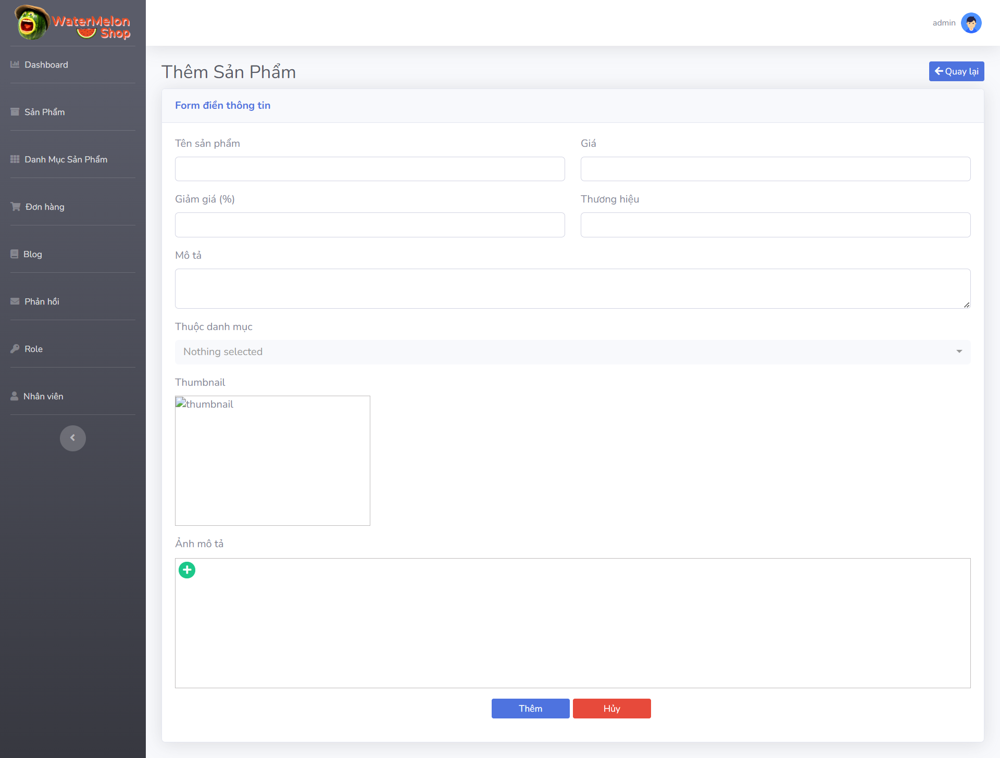 WaterMelon
Shop
admin
Dashboard
Sản Phẩm
Danh Mục Sản Phẩm
Đơn hàng
Blog
Phản hồi
Role
Nhân viên
Thêm Sản Phẩm
Quay lại
Form điền thông tin
Tên sản phẩm
Giá
Giảm giá (%)
Thương hiệu
Mô tả
Thuộc danh mục
Nothing selected
Thumbnail
thumbnail
Ảnh mô tả
Thêm
Hủy